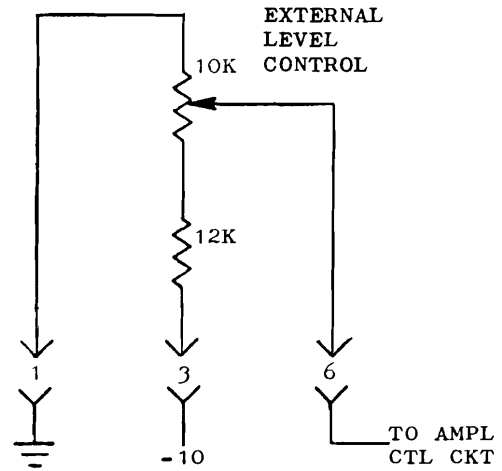 EXTERNAL
LEVEL
CONTROL
10K
12K
1
3
6
-10
TO AMPL
CTL CKT